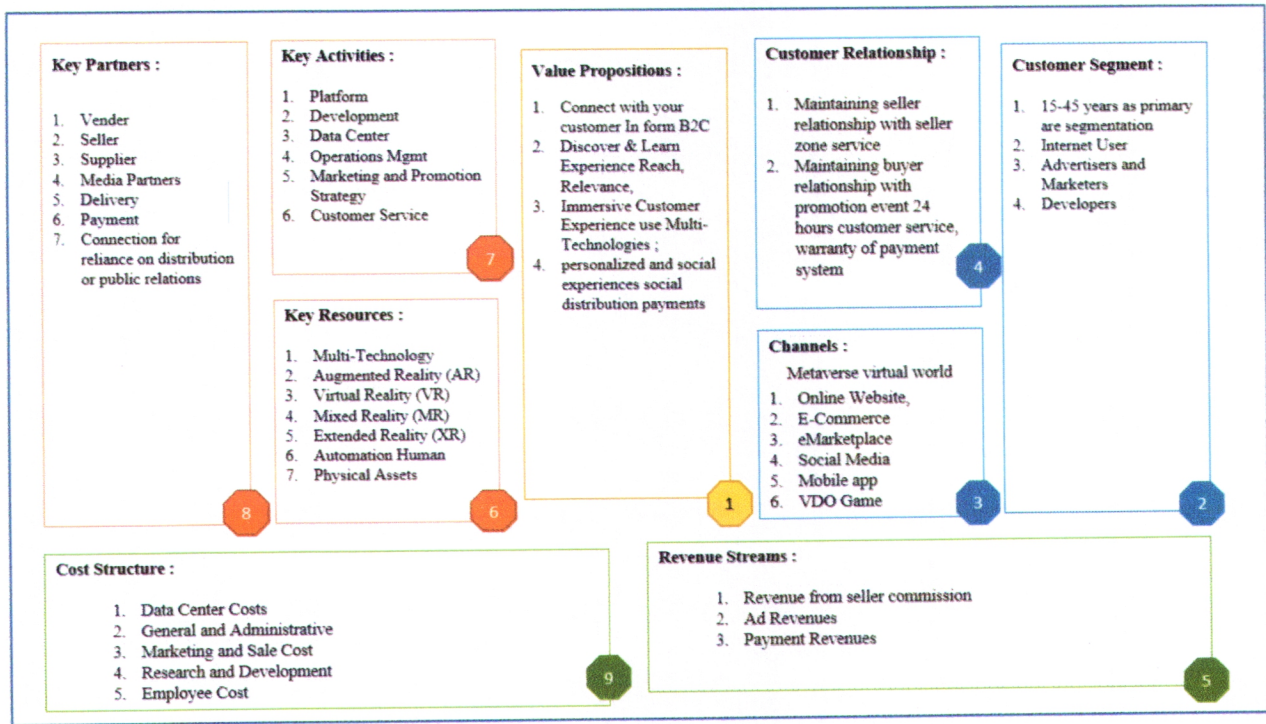 Key Partners :
1. Vender
2. Seller
3. Supplier
4. Media Partners
5. Delivery
6. Payment
7. Connection for
reliance on distribution
or public relations
8
Key Activities :
1. Platform
2. Development
3. Data Center
4. Operations Mgmt
5. Marketing and Promotion
Strategy
6. Customer Service
7
Key Resources :
1. Multi-Technology
2. Augmented Reality (AR)
3. Virtual Reality (VR)
4. Mixed Reality (MR)
5. Extended Reality (XR)
6. Automation Human
7. Physical Assets
6
Value Propositions :
1. Connect with your
customer In form B2C
2. Discover & Learn
Experience Reach,
Relevance,
3. Immersive Customer
Experience use Multi-
Technologies ;
4. personalized and social
experiences social
distribution payments
1
Customer Relationship :
1. Maintaining seller
relationship with seller
zone service
2. Maintaining buyer
relationship with
promotion event 24
hours customer service,
warranty of payment
system
4
Channels :
Metaverse virtual world
1. Online Website,
2. E-Commerce
3. eMarketplace
4. Social Media
5. Mobile app
6. VDO Game
3
Customer Segment :
1. 15-45 years as primary
are segmentation
2. Internet User
3. Advertisers and
Marketers
4. Developers
2
Cost Structure :
1. Data Center Costs
2. General and Administrative
3. Marketing and Sale Cost
4. Research and Development
5. Employee Cost
9
Revenue Streams :
1. Revenue from seller commission
2. Ad Revenues
3. Payment Revenues
5